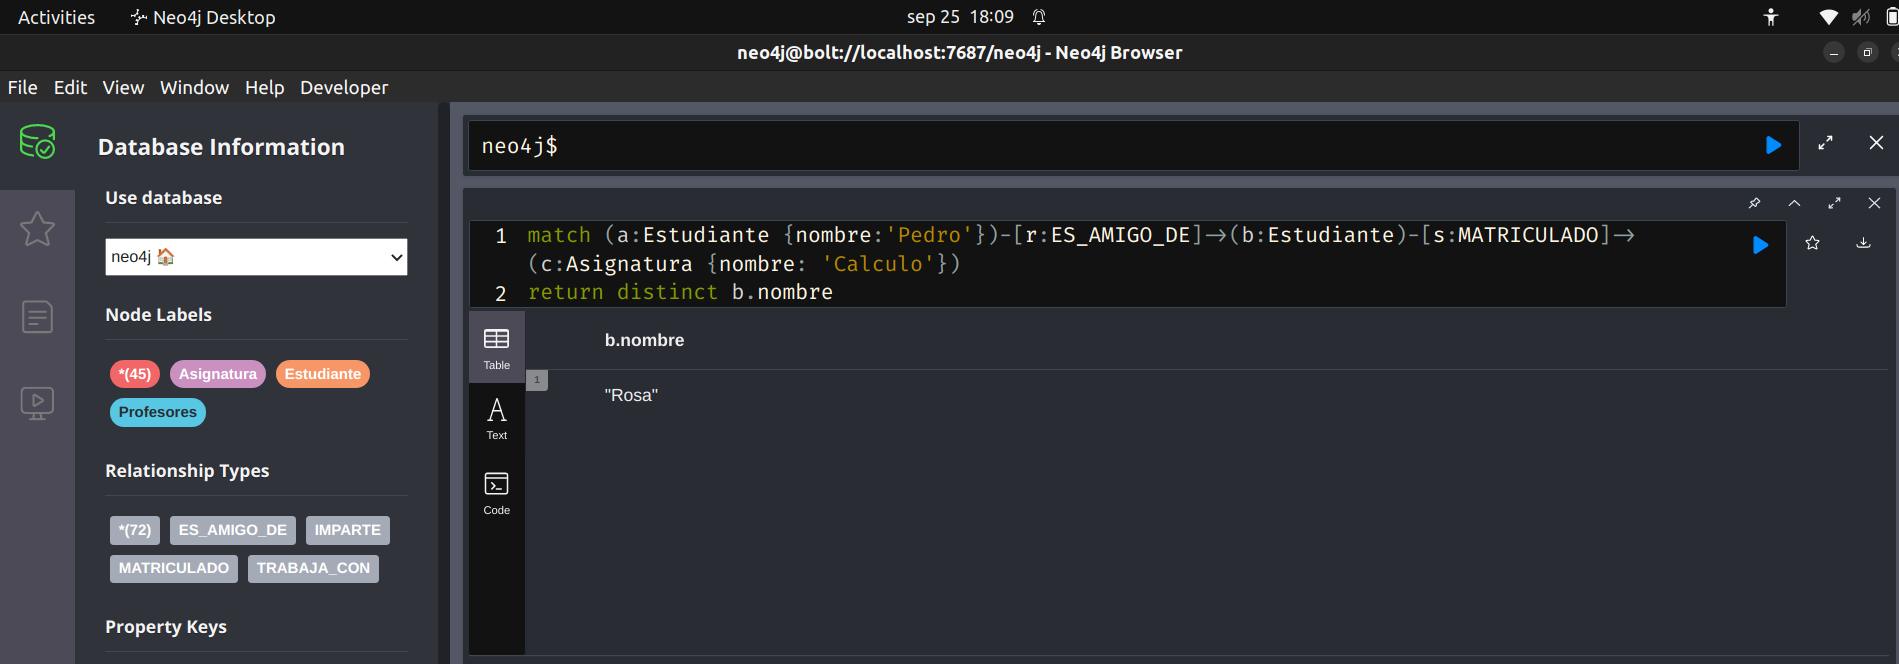 Activities Neo4j Desktop sep 25 18:09
neo4j@bolt://localhost:7687/neo4j - Neo4j Browser
File Edit View Window Help Developer
Database Information
Use database
neo4j 🏠
Node Labels
*(45) Asignatura Estudiante
Profesores
Relationship Types
*(72) ES_AMIGO_DE IMPARTE
MATRICULADO TRABAJA_CON
Property Keys
neo4j$
1 match (a:Estudiante {nombre:'Pedro'})-[r:ES_AMIGO_DE]->(b:Estudiante)-[s:MATRICULADO]->
(c:Asignatura {nombre: 'Calculo'})
2 return distinct b.nombre
Table
Text
Code
b.nombre
1 "Rosa"